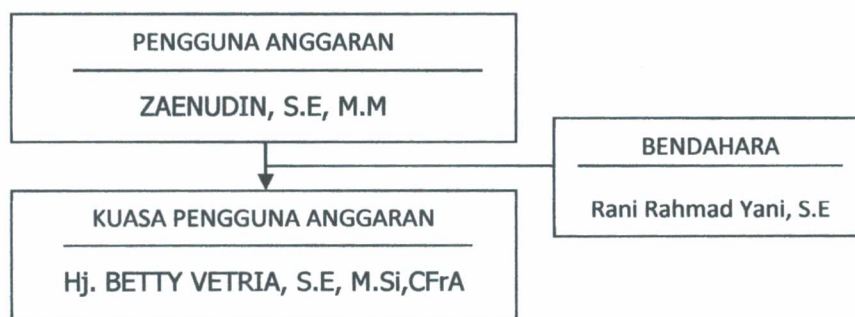 PENGGUNA ANGGARAN
ZAENUDIN, S.E, M.M
BENDAHARA
Rani Rahmad Yani, S.E
KUASA PENGGUNA ANGGARAN
Hj. BETTY VETRIA, S.E, M.Si,CFrA